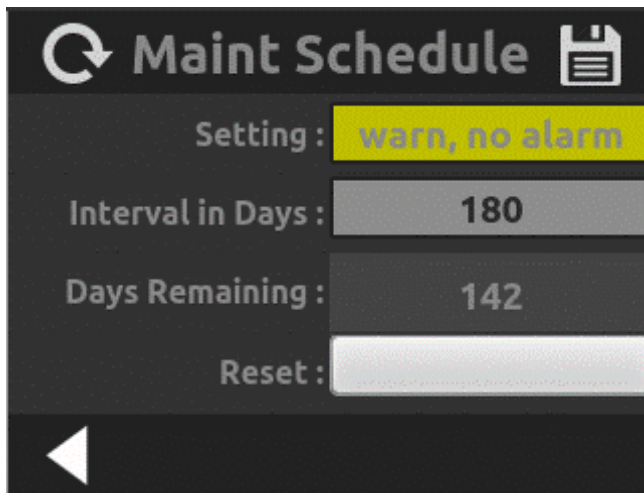 Maint Schedule
Setting : warn, no alarm
Interval in Days : 180
Days Remaining : 142
Reset :